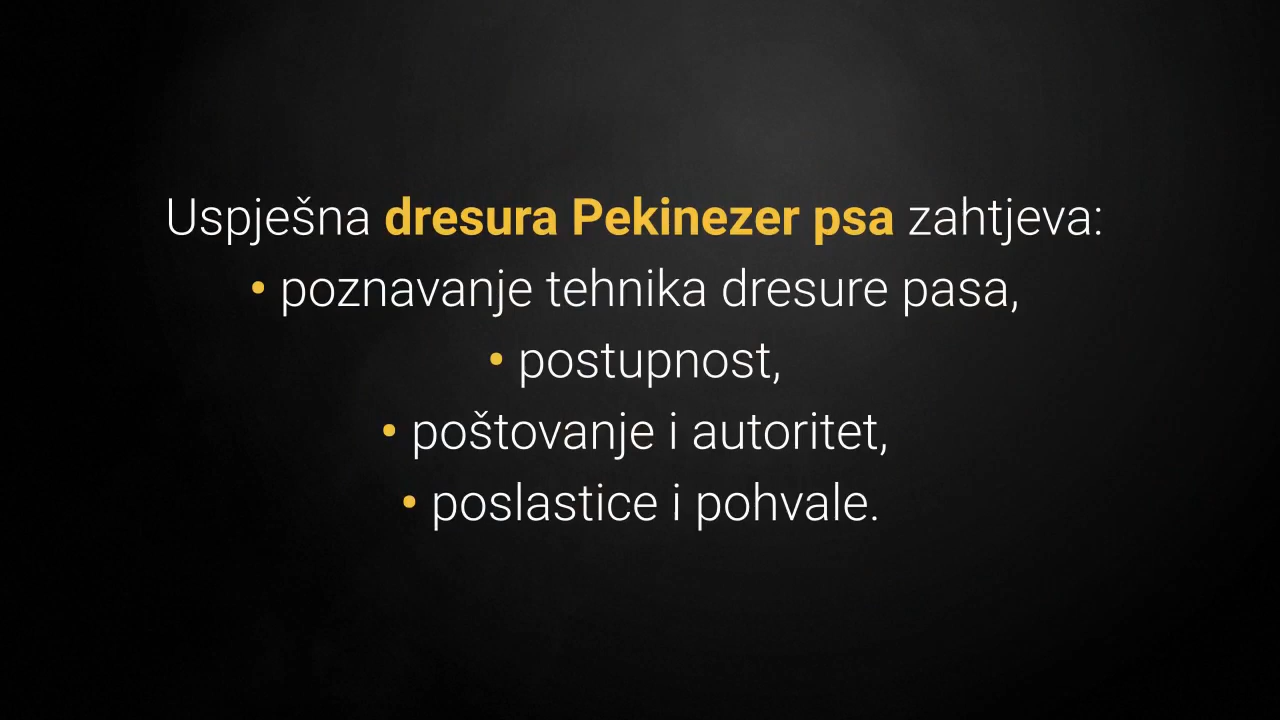 Uspješna dresura Pekinezer psa zahtjeva:
• poznavanje tehnika dresure pasa,
• postupnost,
• poštovanje i autoritet,
• poslastice i pohvale.